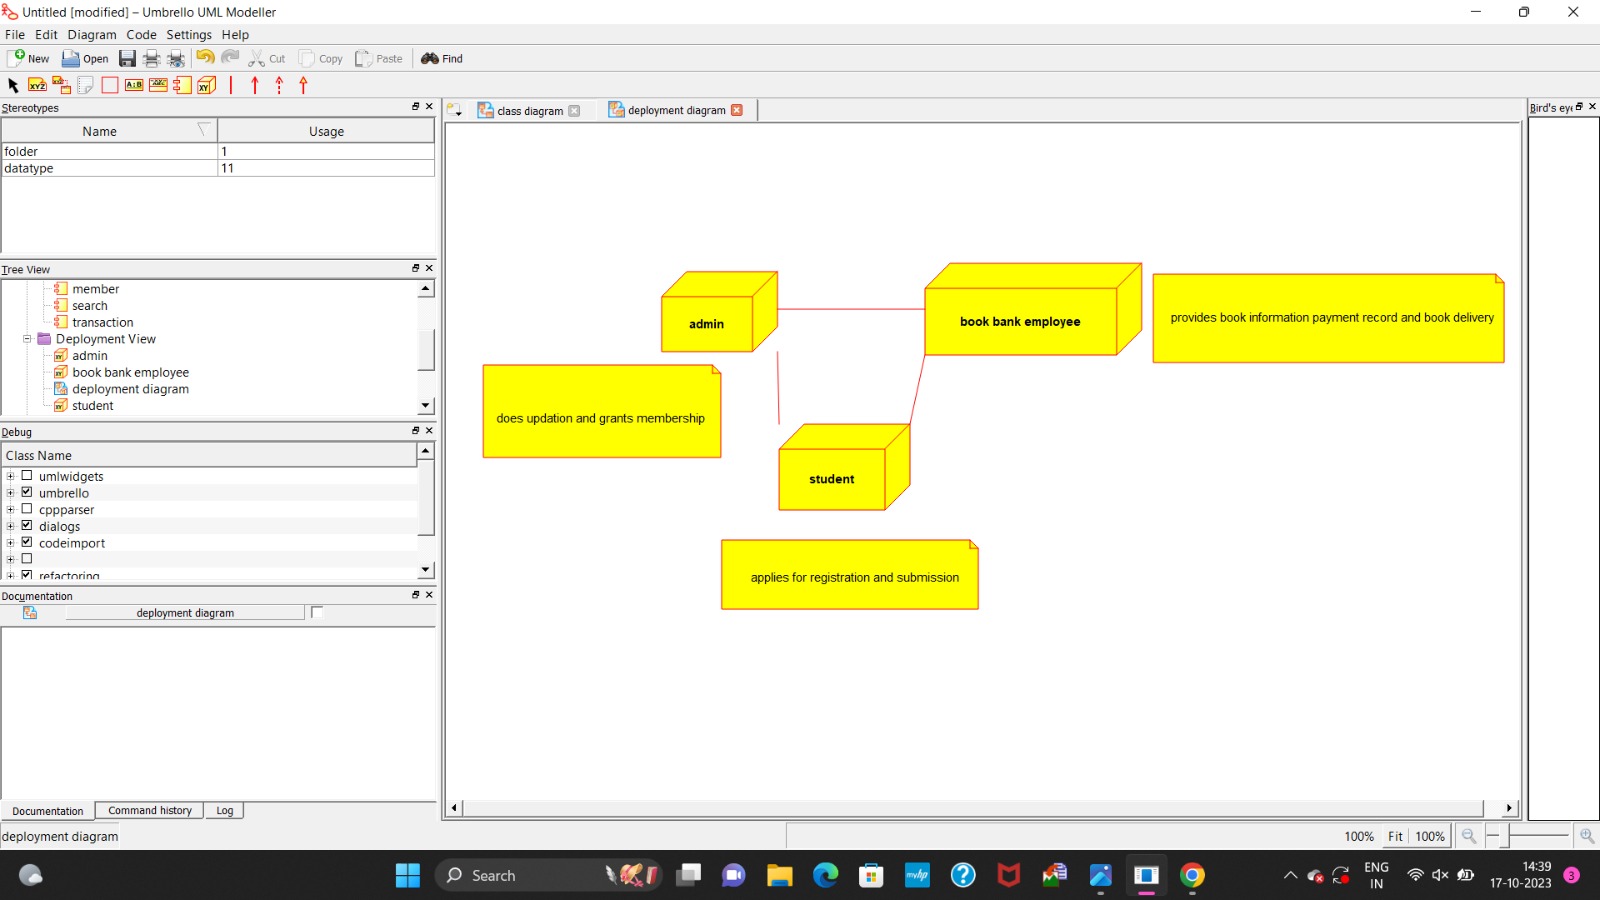 Untitled [modified] – Umbrello UML Modeller
File Edit Diagram Code Settings Help
New Open Cut Copy Paste Find
Stereotypes
Name Usage
folder 1
datatype 11
Tree View
member
search
transaction
Deployment View
admin
book bank employee
deployment diagram
student
Debug
Class Name
umlwidgets
umbrello
cppparser
dialogs
codeimport
refactoring
Documentation
deployment diagram
Documentation Command history Log
deployment diagram
class diagram deployment diagram
Bird's eye
admin
book bank employee
provides book information payment record and book delivery
does updation and grants membership
student
applies for registration and submission
100% Fit 100%
Search
myhp
ENG
IN
14:39
17-10-2023
3